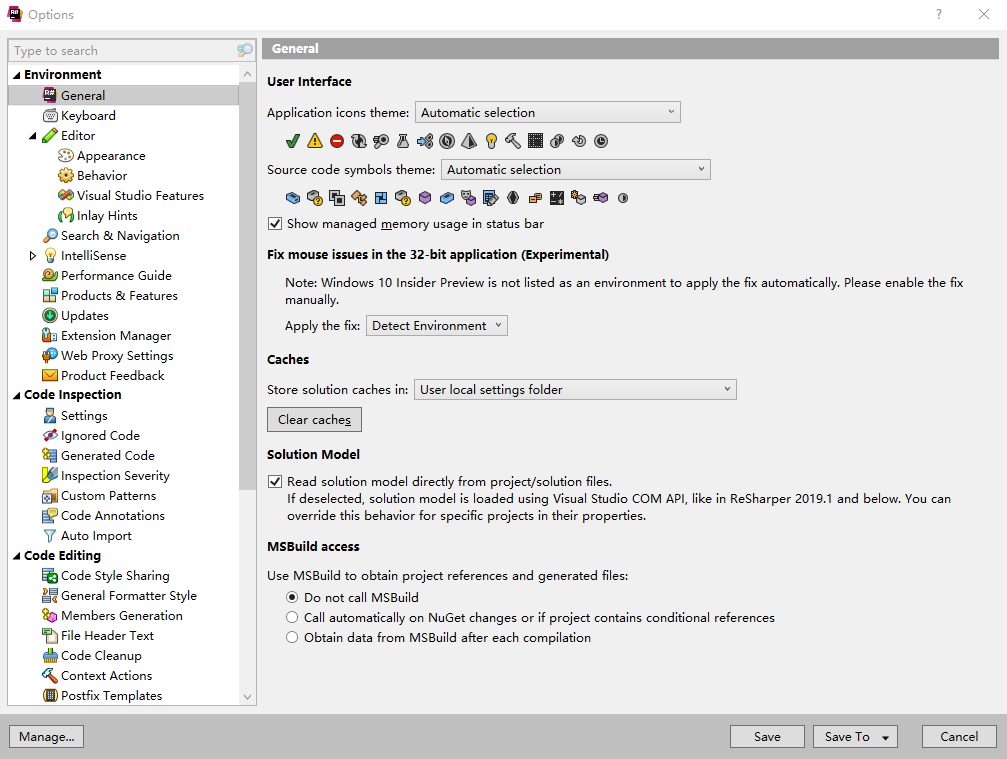 Options
?
Type to search
Environment
General
Keyboard
Editor
Appearance
Behavior
Visual Studio Features
Inlay Hints
Search & Navigation
IntelliSense
Performance Guide
Products & Features
Updates
Extension Manager
Web Proxy Settings
Product Feedback
Code Inspection
Settings
Ignored Code
Generated Code
Inspection Severity
Custom Patterns
Code Annotations
Auto Import
Code Editing
Code Style Sharing
General Formatter Style
Members Generation
File Header Text
Code Cleanup
Context Actions
Postfix Templates
General
User Interface
Application icons theme: Automatic selection
Source code symbols theme: Automatic selection
Show managed memory usage in status bar
Fix mouse issues in the 32-bit application (Experimental)
Note: Windows 10 Insider Preview is not listed as an environment to apply the fix automatically. Please enable the fix
manually.
Apply the fix: Detect Environment
Caches
Store solution caches in: User local settings folder
Clear caches
Solution Model
Read solution model directly from project/solution files.
If deselected, solution model is loaded using Visual Studio COM API, like in ReSharper 2019.1 and below. You can
override this behavior for specific projects in their properties.
MSBuild access
Use MSBuild to obtain project references and generated files:
Do not call MSBuild
Call automatically on NuGet changes or if project contains conditional references
Obtain data from MSBuild after each compilation
Manage...
Save
Save To
Cancel